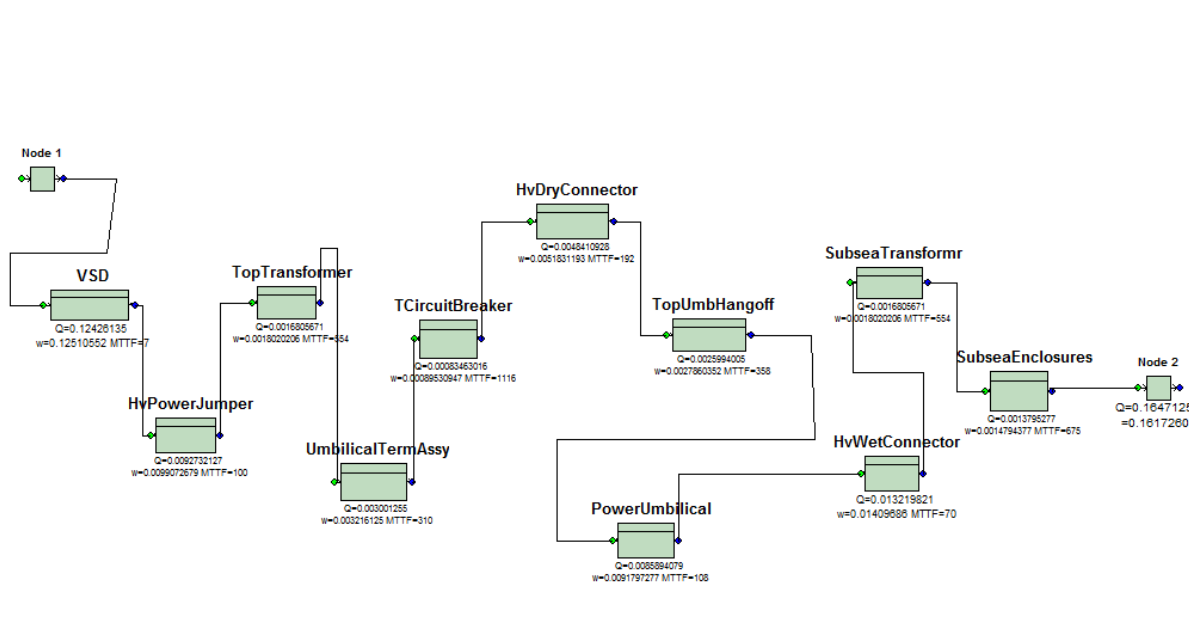 Node 1
VSD
Q=0.12426135
w=0.12510552 MTTF=7
HvPowerJumper
Q=0.0092732127
w=0.0099072679 MTTF=100
TopTransformer
Q=0.0016805671
w=0.0018020206 MTTF=554
UmbilicalTermAssy
Q=0.003001255
w=0.003216125 MTTF=310
TCircuitBreaker
Q=0.00083463016
w=0.00089530947 MTTF=1116
HvDryConnector
Q=0.0048410928
w=0.0051831193 MTTF=192
TopUmbHangoff
Q=0.0025994005
w=0.0027860352 MTTF=358
PowerUmbilical
Q=0.0085894079
w=0.0091797277 MTTF=108
HvWetConnector
Q=0.013219821
w=0.01409686 MTTF=70
SubseaTransformr
Q=0.0016805671
w=0.0018020206 MTTF=554
SubseaEnclosures
Q=0.0013795277
w=0.0014794377 MTTF=675
Node 2
Q=0.1647125
=0.1617260